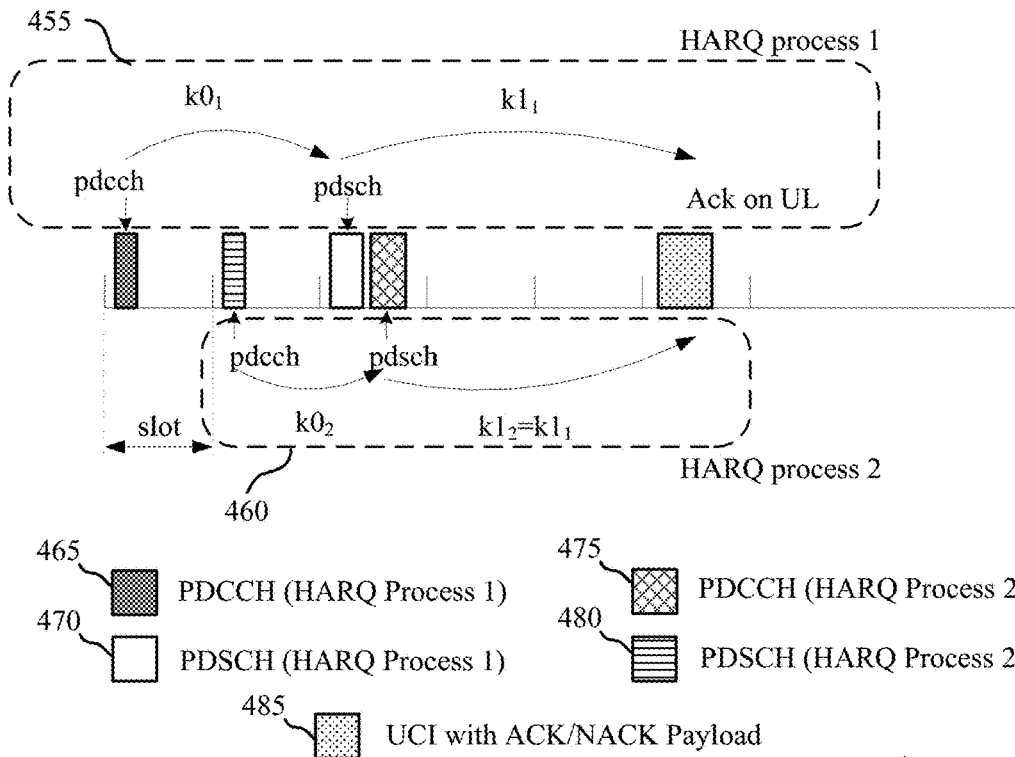 455
HARQ process 1
k0₁
k1₁
pdcch
pdsch
Ack on UL
pdcch
pdsch
slot
k0₂
k1₂=k1₁
460
HARQ process 2
465
PDCCH (HARQ Process 1)
475
PDCCH (HARQ Process 2
470
PDSCH (HARQ Process 1)
480
PDSCH (HARQ Process 2
485
UCI with ACK/NACK Payload